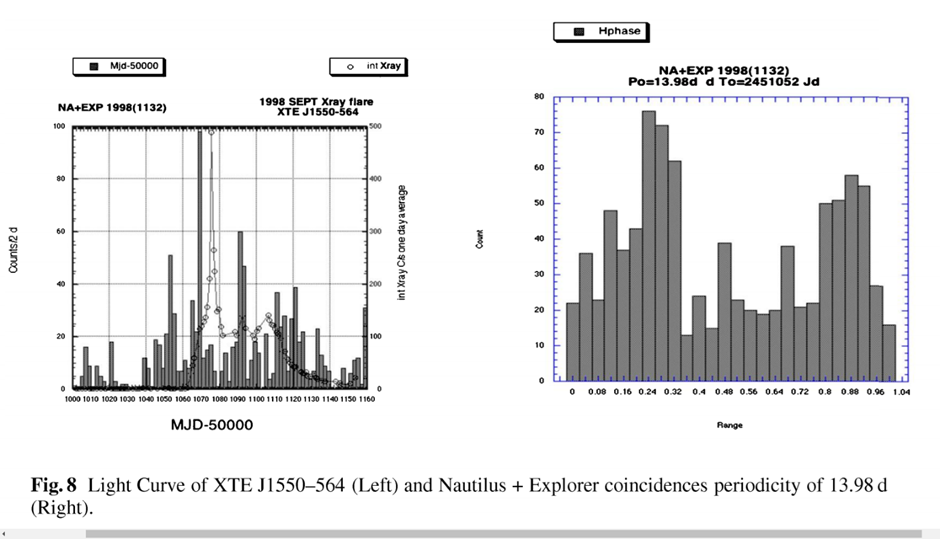 Mjd-50000
int Xray
NA+EXP 1998(1132)
1998 SEPT Xray flare
XTE J1550-564
100
80
60
40
20
0
500
400
300
200
100
0
Counts/2 d
int Xray C/s one day average
1000 1010 1020 1030 1040 1050 1060 1070 1080 1090 1100 1110 1120 1130 1140 1150 1160
MJD-50000
Hphase
NA+EXP 1998(1132)
Po=13.98d d To=2451052 Jd
80
70
60
50
40
30
20
10
0
Count
0 0.08 0.16 0.24 0.32 0.4 0.48 0.56 0.64 0.72 0.8 0.88 0.96 1.04
Range
Fig. 8 Light Curve of XTE J1550–564 (Left) and Nautilus + Explorer coincidences periodicity of 13.98 d
(Right).